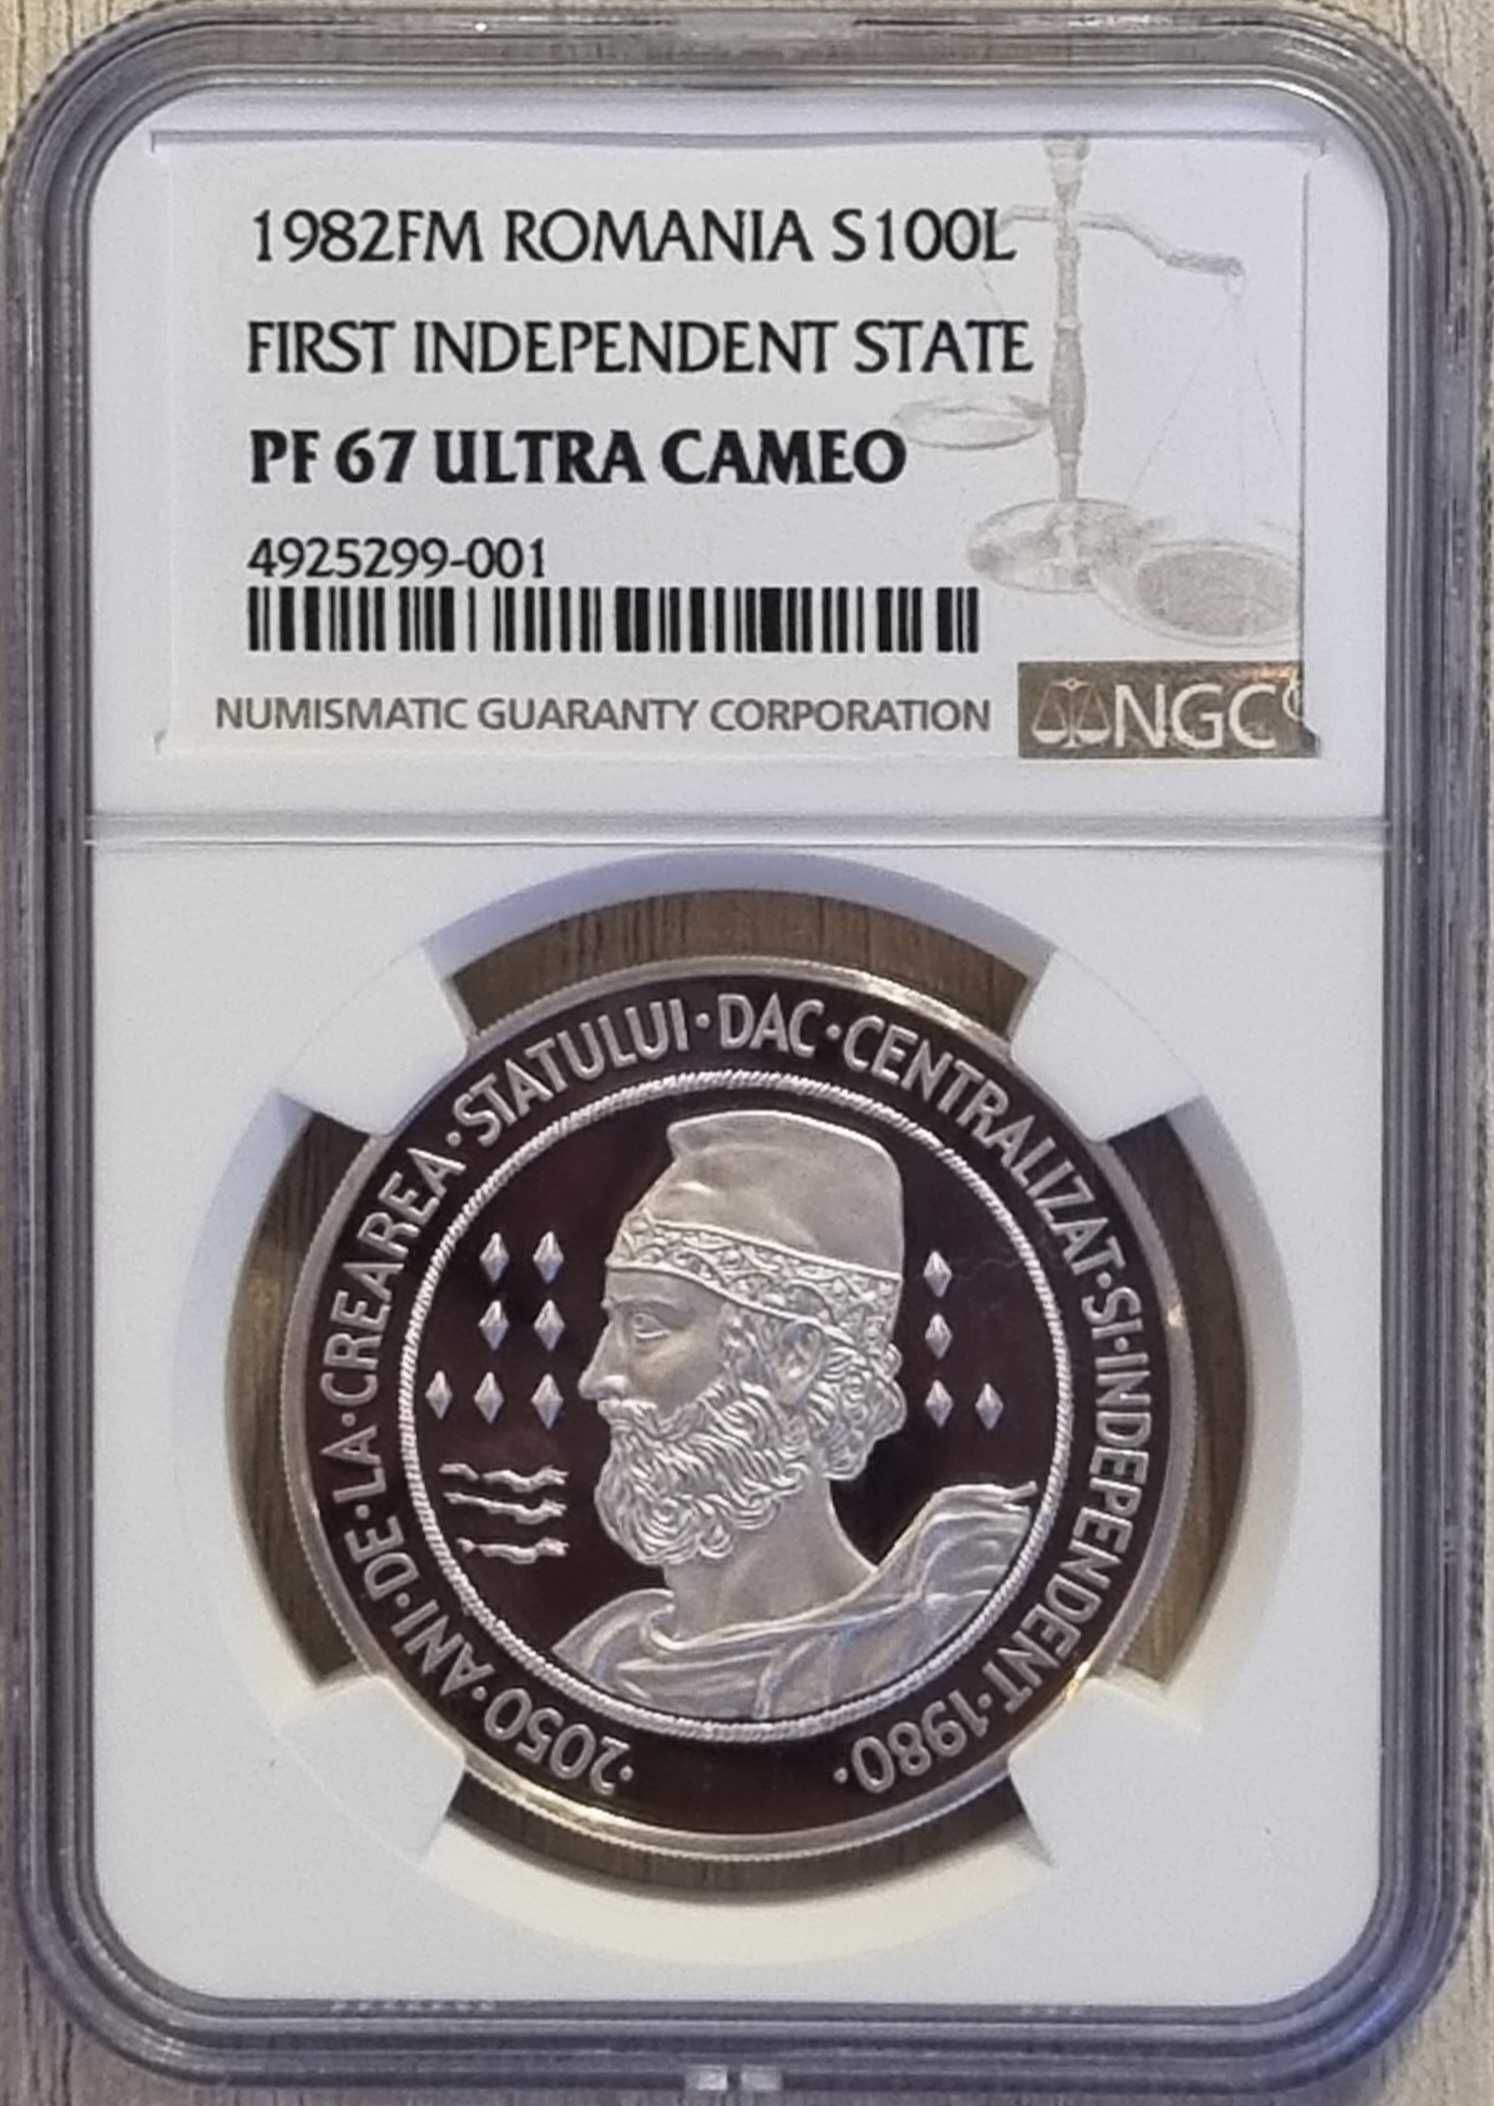 1982FM ROMANIA S100L
FIRST INDEPENDENT STATE
PF 67 ULTRA CAMEO
4925299-001
NUMISMATIC GUARANTY CORPORATION
NGC
·2050·ANI·DE·LA·CREAREA·STATULUI·DAC·CENTRALIZAT·SI·INDEPENDENT·1980·